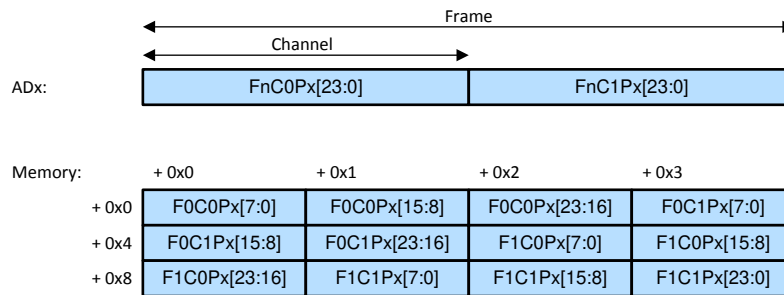 Frame
Channel
ADx: FnC0Px[23:0] FnC1Px[23:0]
Memory: + 0x0 + 0x1 + 0x2 + 0x3
+ 0x0 F0C0Px[7:0] F0C0Px[15:8] F0C0Px[23:16] F0C1Px[7:0]
+ 0x4 F0C1Px[15:8] F0C1Px[23:16] F1C0Px[7:0] F1C0Px[15:8]
+ 0x8 F1C0Px[23:16] F1C1Px[7:0] F1C1Px[15:8] F1C1Px[23:0]